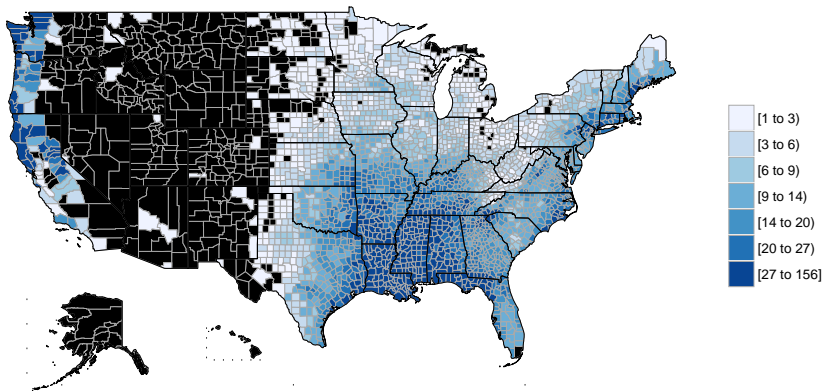 [1 to 3)
[3 to 6)
[6 to 9)
[9 to 14)
[14 to 20)
[20 to 27)
[27 to 156]